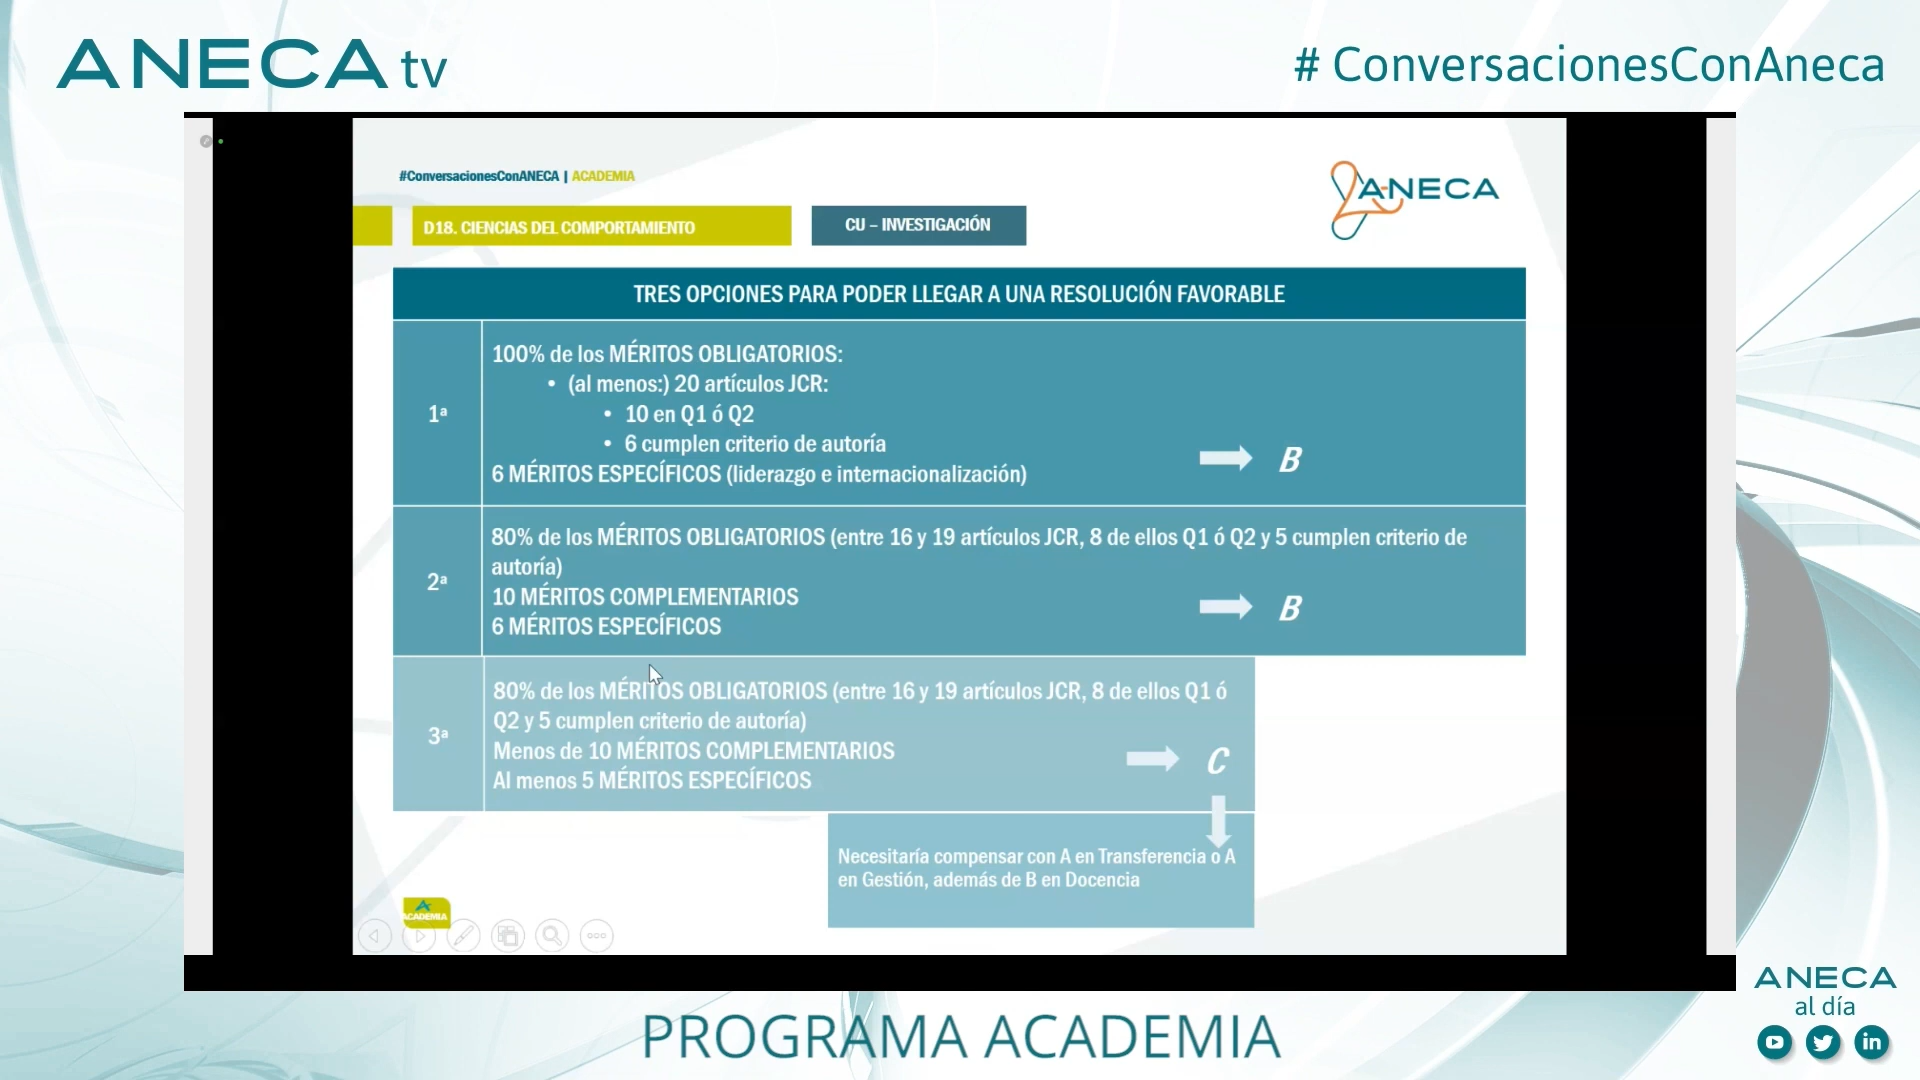 ANECA tv
# ConversacionesConAneca
#ConversacionesConANECA | ACADEMIA
ANECA
D18. CIENCIAS DEL COMPORTAMIENTO
CU – INVESTIGACIÓN
TRES OPCIONES PARA PODER LLEGAR A UNA RESOLUCIÓN FAVORABLE
1ª
100% de los MÉRITOS OBLIGATORIOS:
• (al menos:) 20 artículos JCR:
• 10 en Q1 ó Q2
• 6 cumplen criterio de autoría
6 MÉRITOS ESPECÍFICOS (liderazgo e internacionalización)
B
2ª
80% de los MÉRITOS OBLIGATORIOS (entre 16 y 19 artículos JCR, 8 de ellos Q1 ó Q2 y 5 cumplen criterio de
autoría)
10 MÉRITOS COMPLEMENTARIOS
6 MÉRITOS ESPECÍFICOS
B
3ª
80% de los MÉRITOS OBLIGATORIOS (entre 16 y 19 artículos JCR, 8 de ellos Q1 ó
Q2 y 5 cumplen criterio de autoría)
Menos de 10 MÉRITOS COMPLEMENTARIOS
Al menos 5 MÉRITOS ESPECÍFICOS
C
Necesitaría compensar con A en Transferencia o A
en Gestión, además de B en Docencia
ACADEMIA
PROGRAMA ACADEMIA
ANECA
al día
in